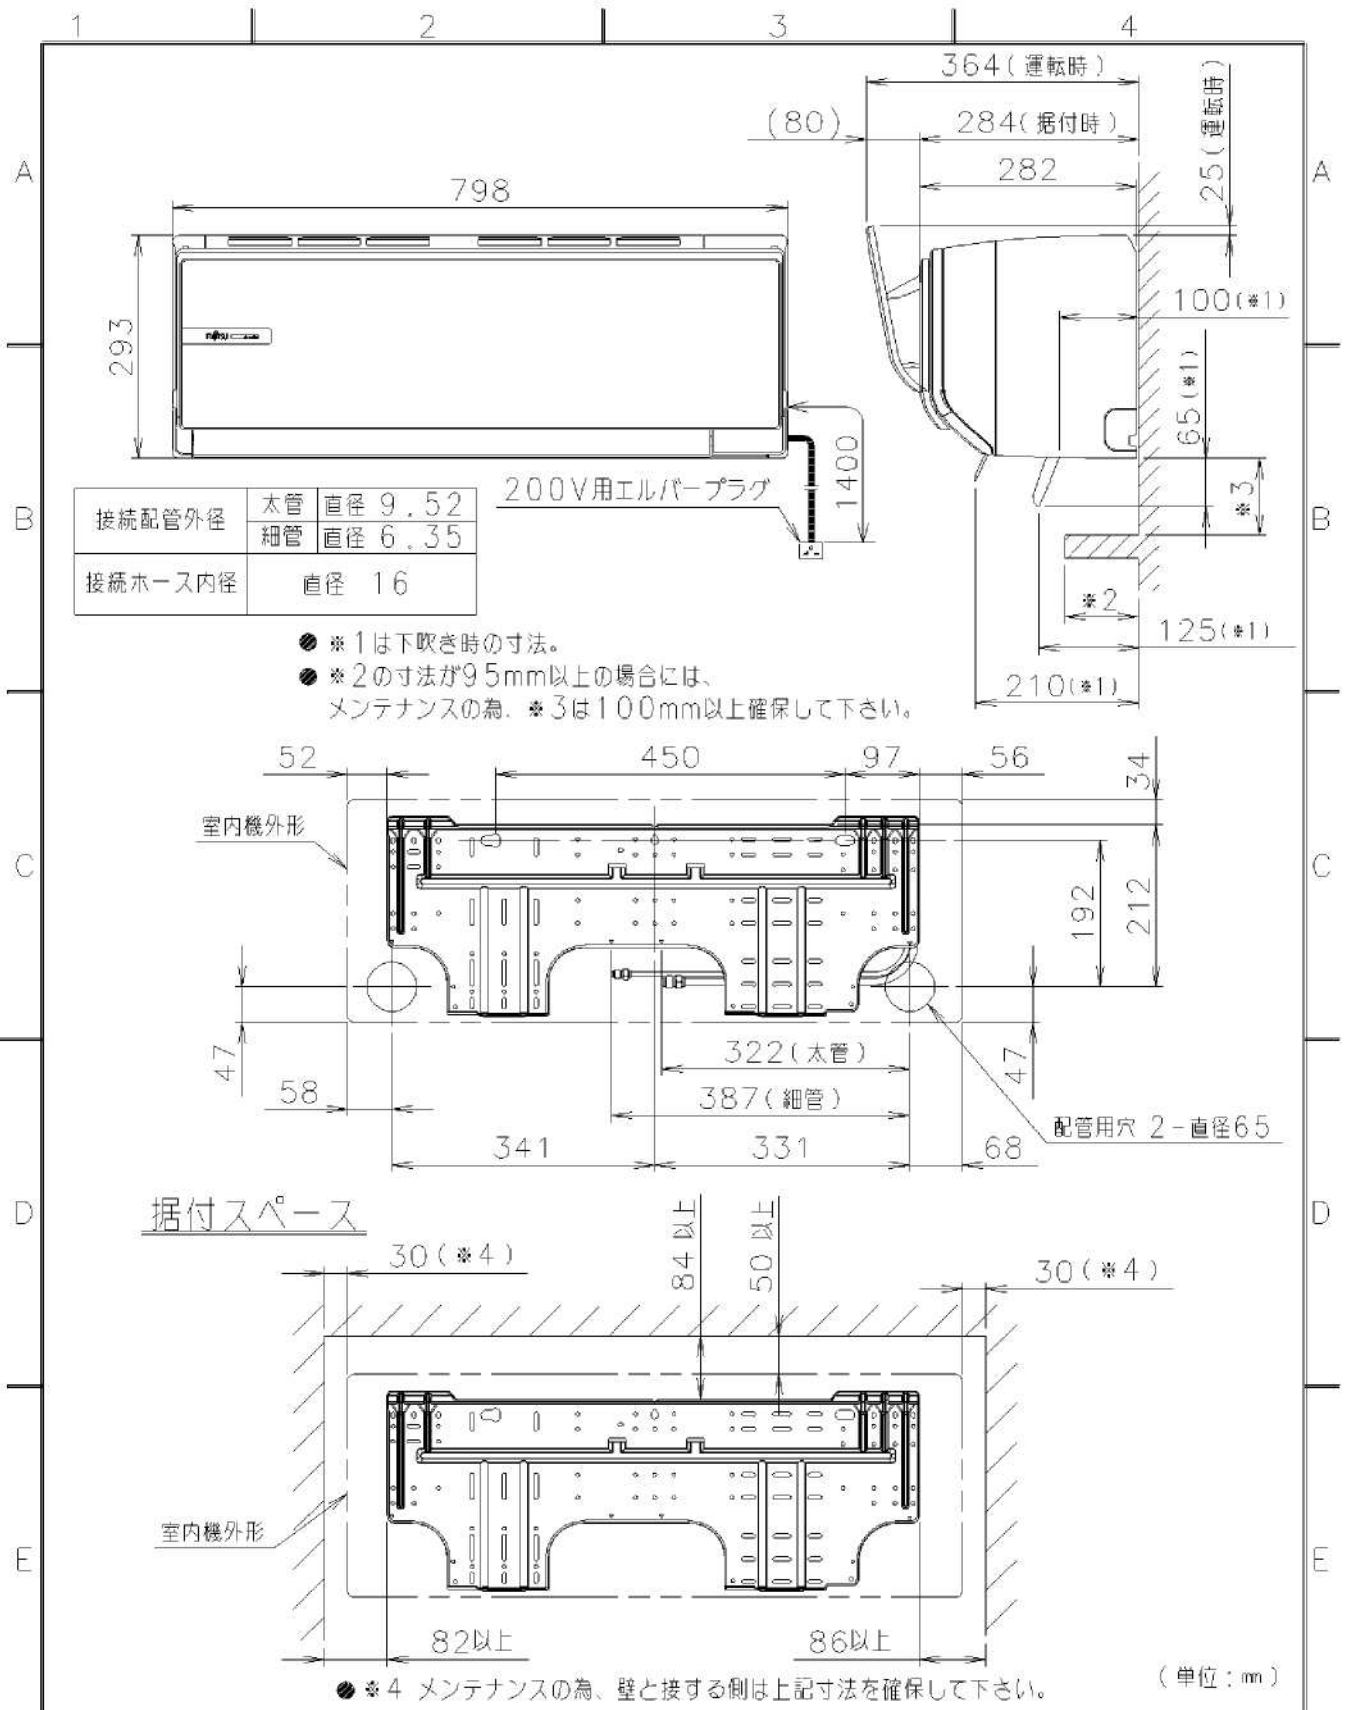 1 2 3 4
364(運転時)
(80) 284(据付時)
25(運転時)
A 282 A
798
293
100(※1)
65(※1)
1400
200V用エルバープラグ
B ※3 B
接続配管外径 太管 直径 9.52
細管 直径 6.35
接続ホース内径 直径 16
※2
125(※1)
210(※1)
● ※1は下吹き時の寸法。
● ※2の寸法が95mm以上の場合には、
メンテナンスの為、※3は100mm以上確保して下さい。
52 450 97 56 34
室内機外形
C 192 212 C
47 322(太管) 47
58 387(細管)
配管用穴 2-直径65
341 331 68
D 据付スペース D
30(※4) 84以上 50以上 30(※4)
室内機外形
E E
82以上 86以上
● ※4 メンテナンスの為、壁と接する側は上記寸法を確保して下さい。
(単位:mm)